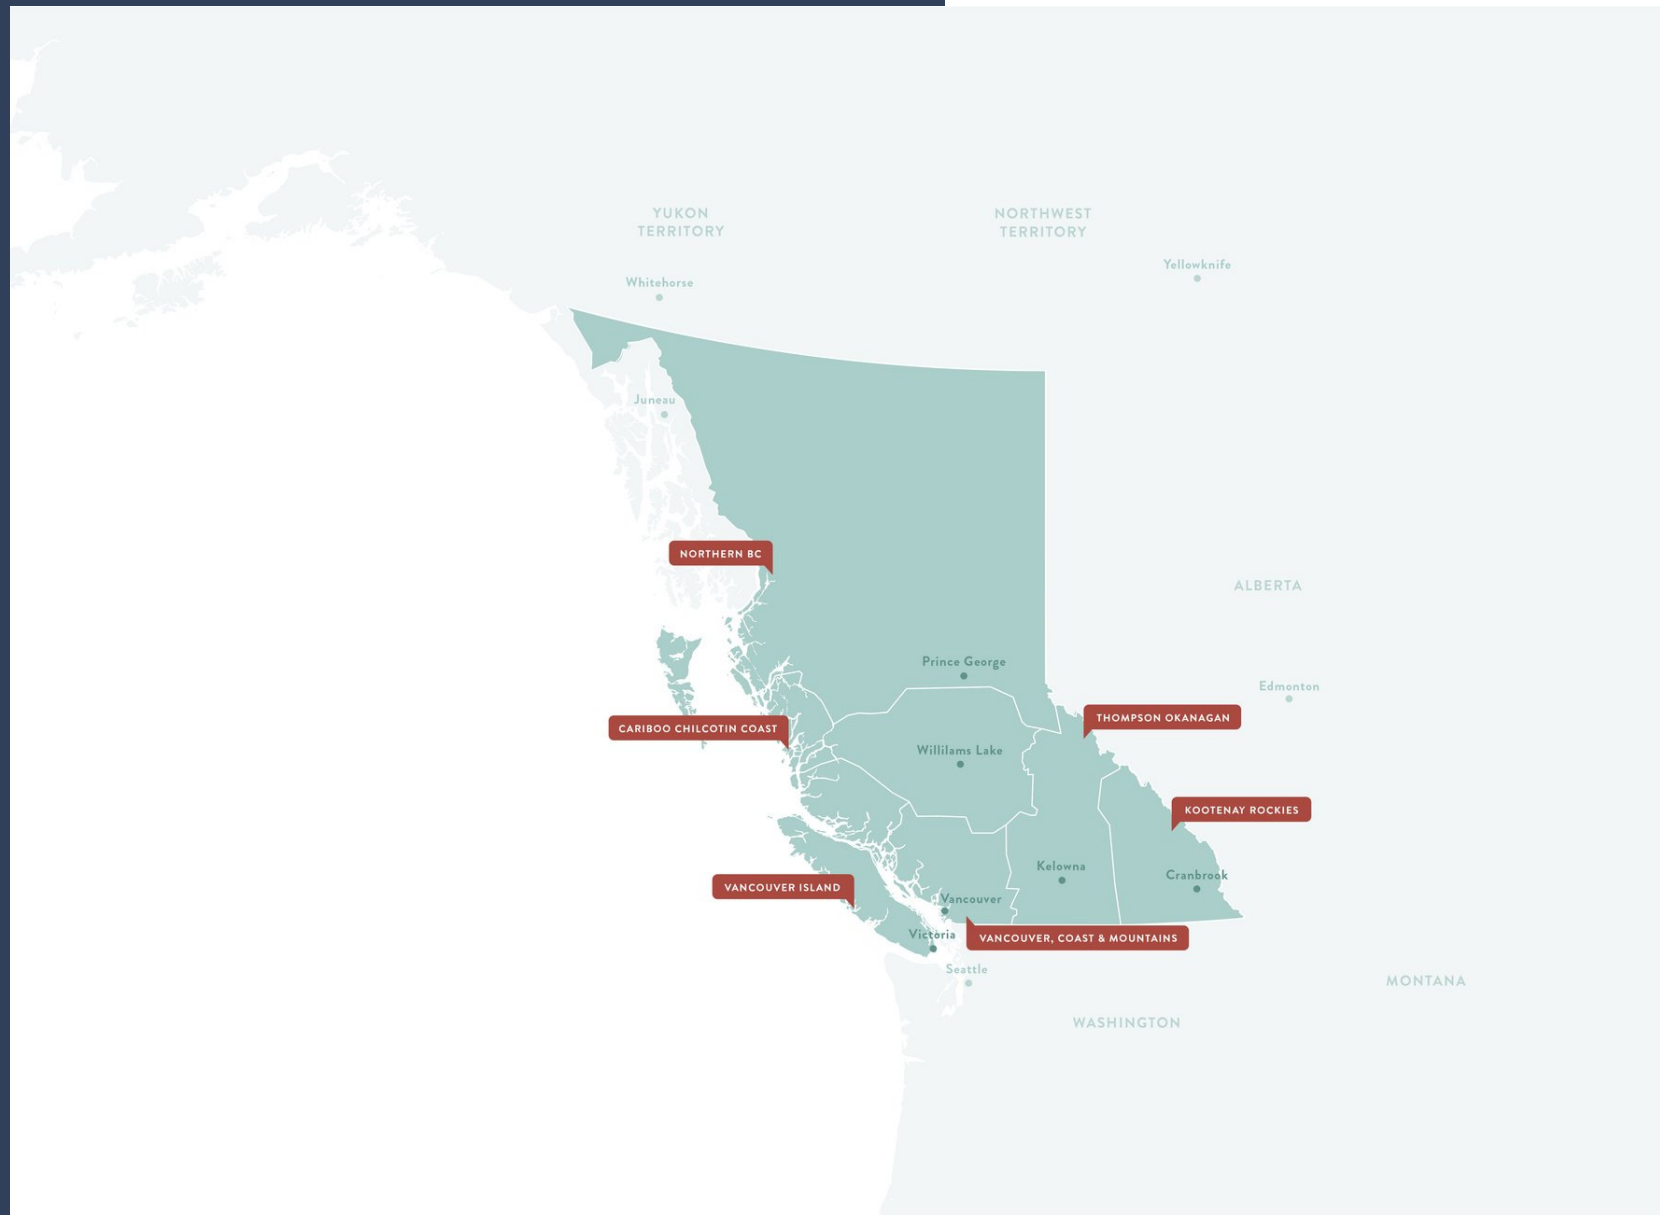 YUKON
TERRITORY
NORTHWEST
TERRITORY
Yellowknife
Whitehorse
Juneau
NORTHERN BC
ALBERTA
Prince George
Edmonton
THOMPSON OKANAGAN
CARIBOO CHILCOTIN COAST
Willilams Lake
KOOTENAY ROCKIES
Kelowna
Cranbrook
VANCOUVER ISLAND
Vancouver
Victoria
VANCOUVER, COAST & MOUNTAINS
Seattle
MONTANA
WASHINGTON